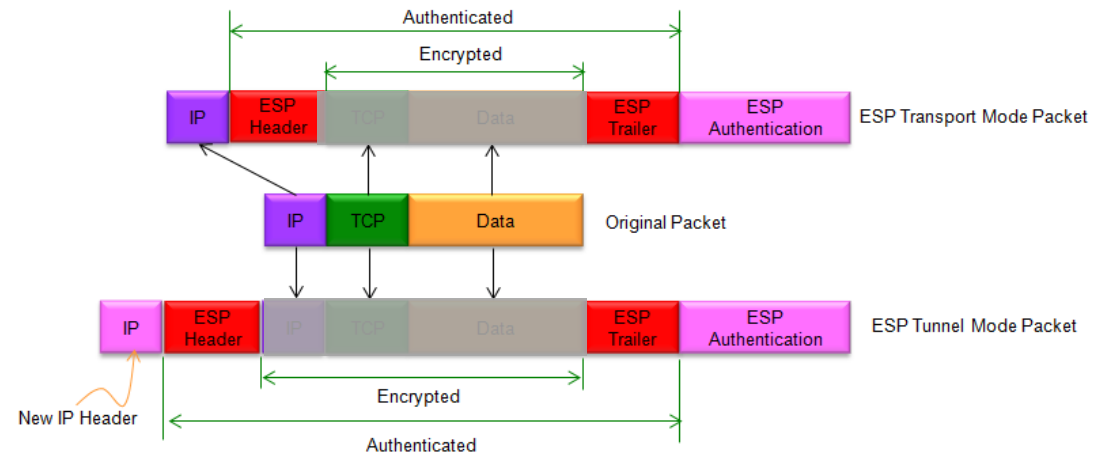 Authenticated
Encrypted
IP
ESP
Header
TCP
Data
ESP
Trailer
ESP
Authentication
ESP Transport Mode Packet
IP
TCP
Data
Original Packet
IP
ESP
Header
IP
TCP
Data
ESP
Trailer
ESP
Authentication
ESP Tunnel Mode Packet
New IP Header
Encrypted
Authenticated